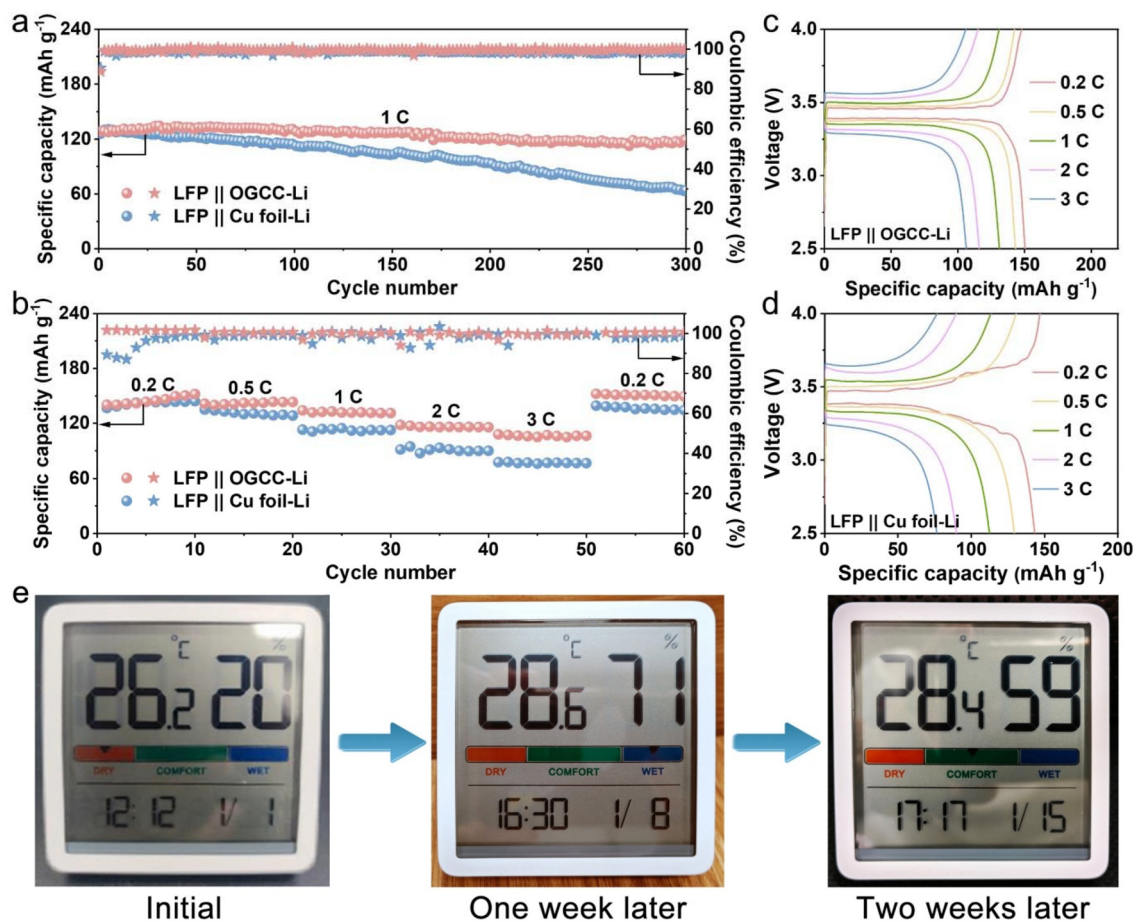 a
240
180
120
60
0
Specific capacity (mAh g-1)
1 C
LFP || OGCC-Li
LFP || Cu foil-Li
100
80
60
40
20
0
Coulombic efficiency (%)
0 50 100 150 200 250 300
Cycle number
c
4.0
3.5
3.0
2.5
Voltage (V)
0.2 C
0.5 C
1 C
2 C
3 C
LFP || OGCC-Li
0 50 100 150 200
Specific capacity (mAh g-1)
b
240
180
120
60
0
Specific capacity (mAh g-1)
0.2 C 0.5 C 1 C 2 C 3 C 0.2 C
LFP || OGCC-Li
LFP || Cu foil-Li
100
80
60
40
20
0
Coulombic efficiency (%)
0 10 20 30 40 50 60
Cycle number
d
4.0
3.5
3.0
2.5
Voltage (V)
0.2 C
0.5 C
1 C
2 C
3 C
LFP || Cu foil-Li
0 50 100 150 200
Specific capacity (mAh g-1)
e
°C %
26.2 20
DRY COMFORT WET
12:12 1/ 1
Initial
°C %
28.6 71
DRY COMFORT WET
16:30 1/ 8
One week later
°C %
28.4 59
DRY COMFORT WET
17:17 1/15
Two weeks later